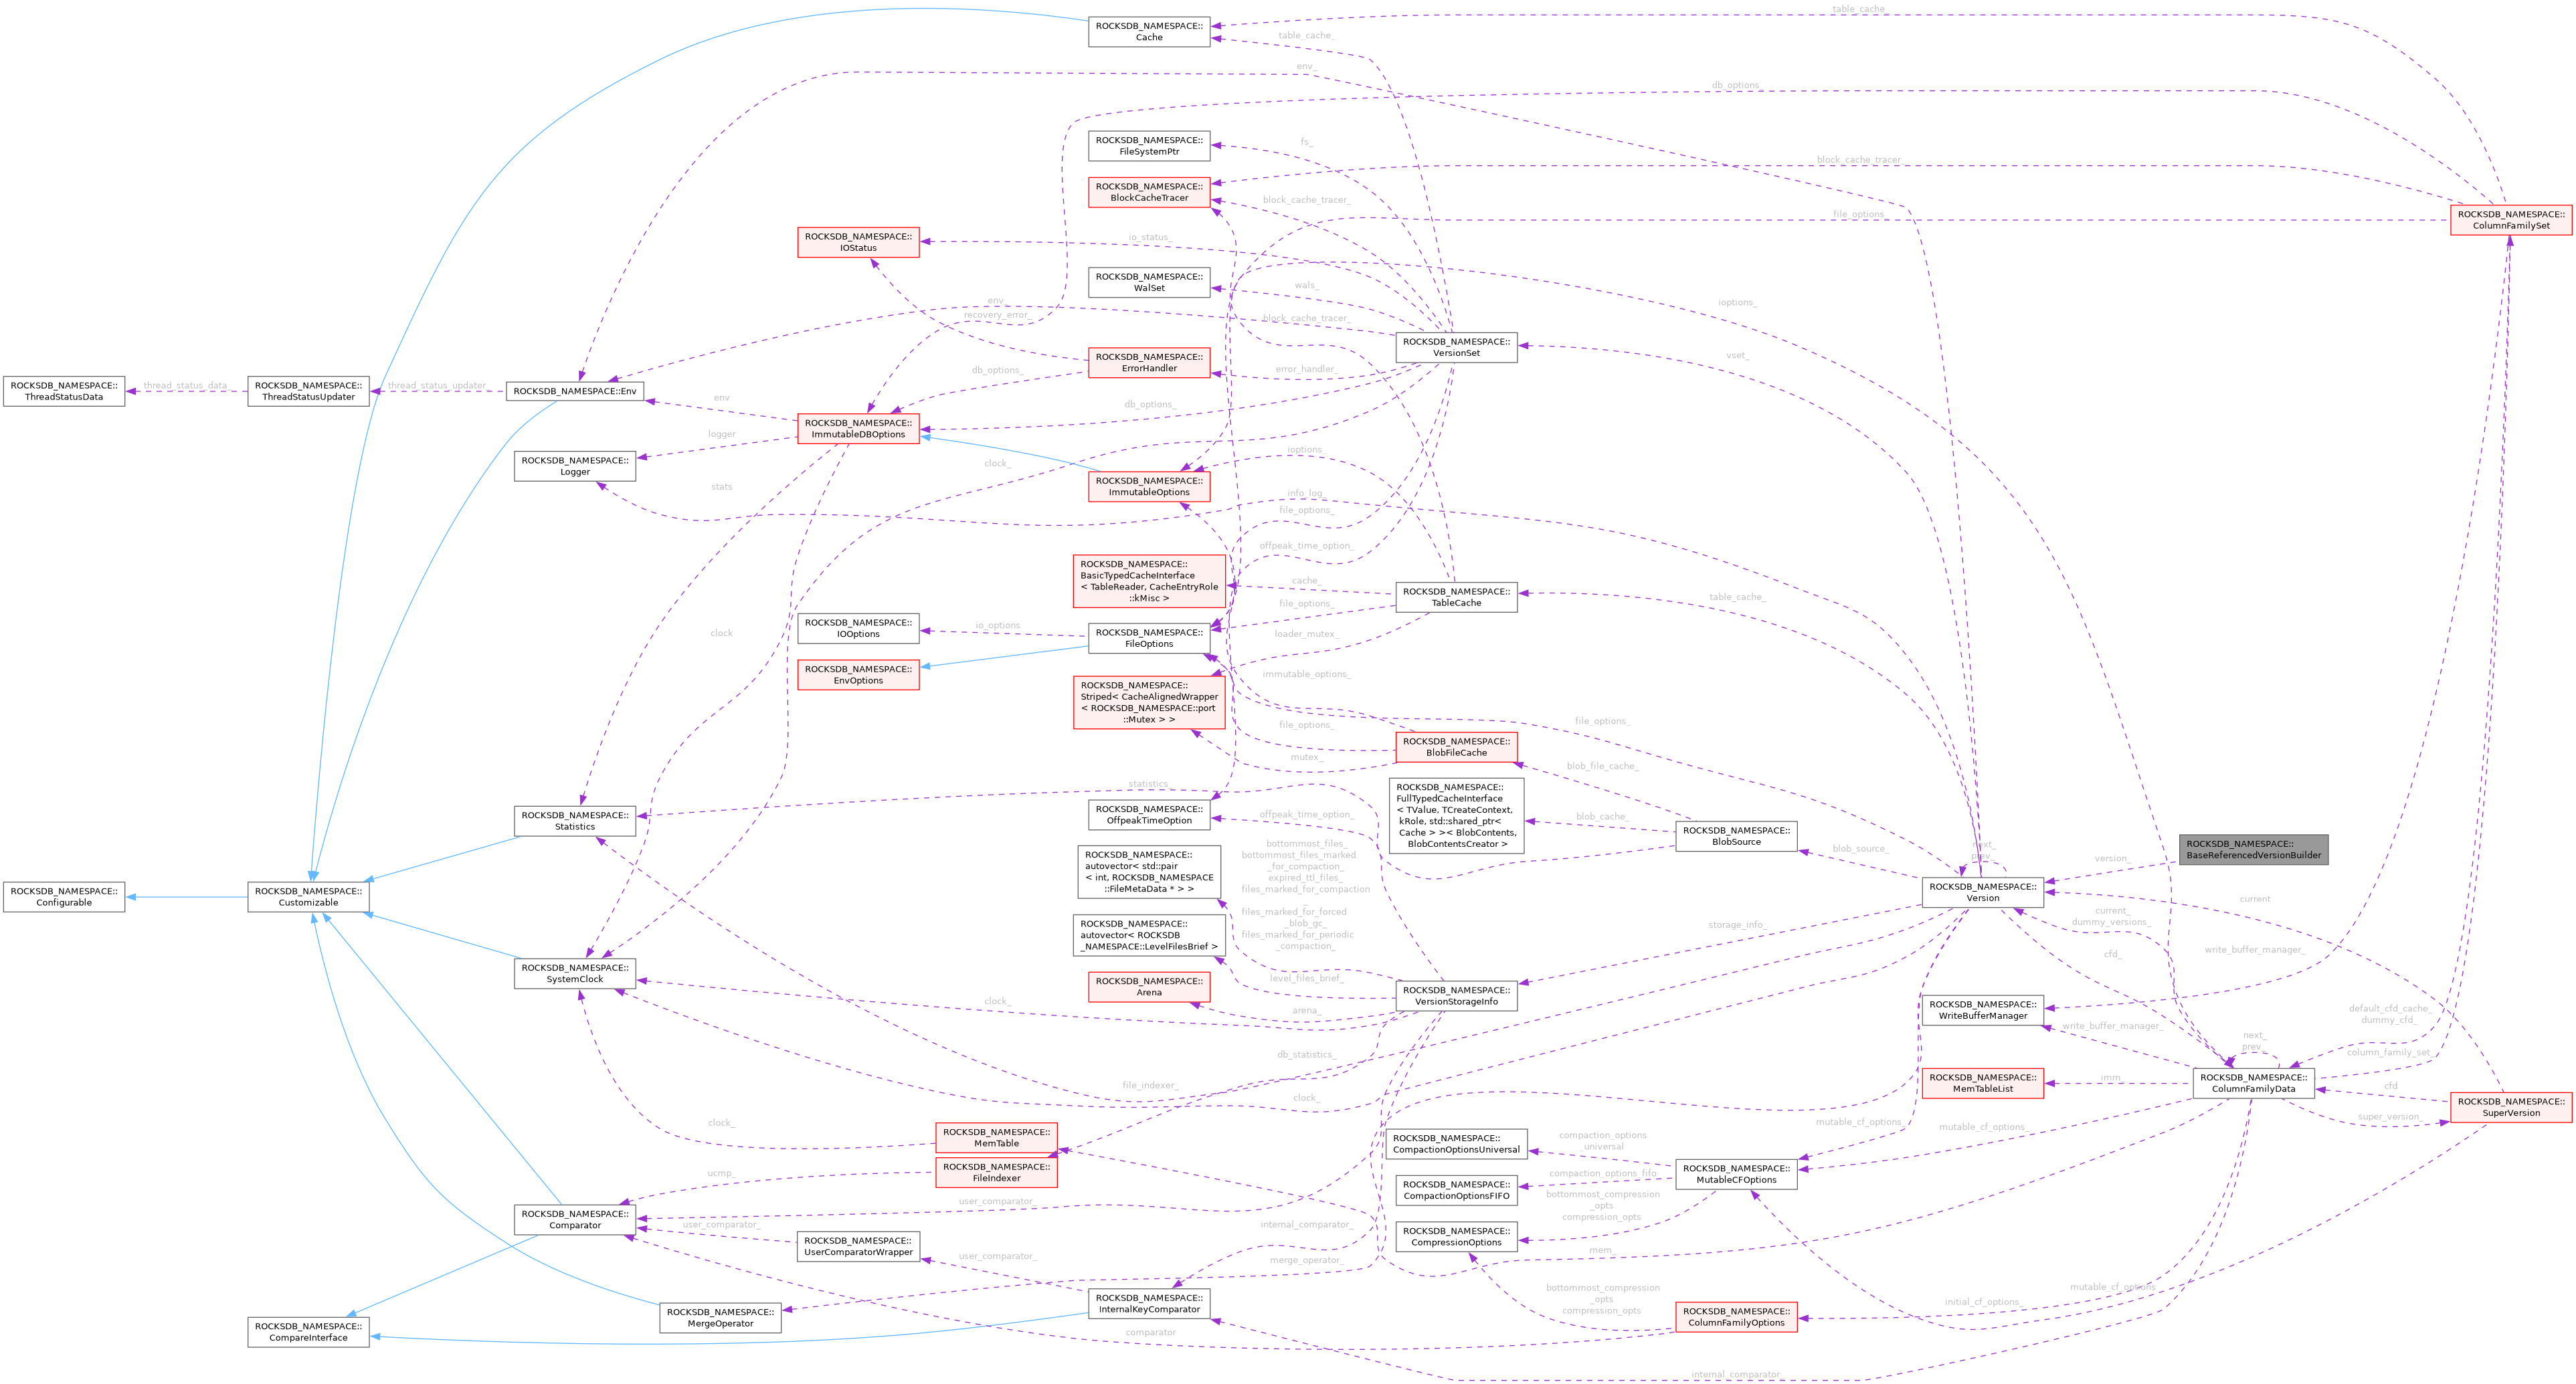 ROCKSDB_NAMESPACE::
Cache
table_cache_
table_cache_
env_
db_options_
ROCKSDB_NAMESPACE::
FileSystemPtr
fs_
block_cache_tracer_
ROCKSDB_NAMESPACE::
BlockCacheTracer
block_cache_tracer_
file_options_
ROCKSDB_NAMESPACE::
ColumnFamilySet
ROCKSDB_NAMESPACE::
IOStatus
io_status_
ROCKSDB_NAMESPACE::
WalSet
wals_
env_
ioptions_
recovery_error_
block_cache_tracer_
ROCKSDB_NAMESPACE::
VersionSet
vset_
ROCKSDB_NAMESPACE::
ErrorHandler
db_options_
error_handler_
ROCKSDB_NAMESPACE::
ThreadStatusData
thread_status_data_
ROCKSDB_NAMESPACE::
ThreadStatusUpdater
thread_status_updater_
ROCKSDB_NAMESPACE::Env
env
db_options_
ROCKSDB_NAMESPACE::
ImmutableDBOptions
logger
ROCKSDB_NAMESPACE::
Logger
clock_
ioptions_
stats
ROCKSDB_NAMESPACE::
ImmutableOptions
info_log_
file_options_
offpeak_time_option_
ROCKSDB_NAMESPACE::
BasicTypedCacheInterface
< TableReader, CacheEntryRole
::kMisc >
cache_
ROCKSDB_NAMESPACE::
TableCache
table_cache_
file_options_
ROCKSDB_NAMESPACE::
IOOptions
io_options
ROCKSDB_NAMESPACE::
FileOptions
clock
loader_mutex_
ROCKSDB_NAMESPACE::
EnvOptions
immutable_options_
ROCKSDB_NAMESPACE::
Striped< CacheAlignedWrapper
< ROCKSDB_NAMESPACE::port
::Mutex > >
file_options_
file_options_
ROCKSDB_NAMESPACE::
BlobFileCache
mutex_
blob_file_cache_
statistics_
ROCKSDB_NAMESPACE::
FullTypedCacheInterface
< TValue, TCreateContext,
kRole, std::shared_ptr<
Cache > >< BlobContents,
BlobContentsCreator >
blob_cache_
ROCKSDB_NAMESPACE::
Statistics
ROCKSDB_NAMESPACE::
OffpeakTimeOption
offpeak_time_option_
ROCKSDB_NAMESPACE::
BlobSource
blob_source_
next_
prev_
version_
ROCKSDB_NAMESPACE::
BaseReferencedVersionBuilder
ROCKSDB_NAMESPACE::
autovector< std::pair
< int, ROCKSDB_NAMESPACE
::FileMetaData * > >
bottommost_files_
bottommost_files_marked
_for_compaction_
expired_ttl_files_
files_marked_for_compaction
_
files_marked_for_forced
_blob_gc_
files_marked_for_periodic
_compaction_
ROCKSDB_NAMESPACE::
Configurable
ROCKSDB_NAMESPACE::
Customizable
ROCKSDB_NAMESPACE::
Version
current
current_
dummy_versions_
storage_info_
ROCKSDB_NAMESPACE::
autovector< ROCKSDB
_NAMESPACE::LevelFilesBrief >
cfd_
write_buffer_manager_
ROCKSDB_NAMESPACE::
SystemClock
level_files_brief_
ROCKSDB_NAMESPACE::
Arena
clock_
arena_
ROCKSDB_NAMESPACE::
VersionStorageInfo
ROCKSDB_NAMESPACE::
WriteBufferManager
write_buffer_manager_
default_cfd_cache_
dummy_cfd_
next_
prev_
column_family_set_
db_statistics_
file_indexer_
clock_
ROCKSDB_NAMESPACE::
MemTableList
imm_
ROCKSDB_NAMESPACE::
ColumnFamilyData
cfd
super_version_
ROCKSDB_NAMESPACE::
SuperVersion
clock_
ROCKSDB_NAMESPACE::
MemTable
mutable_cf_options_
mutable_cf_options_
ROCKSDB_NAMESPACE::
CompactionOptionsUniversal
compaction_options
_universal
ucmp_
ROCKSDB_NAMESPACE::
FileIndexer
ROCKSDB_NAMESPACE::
CompactionOptionsFIFO
compaction_options_fifo
ROCKSDB_NAMESPACE::
MutableCFOptions
bottommost_compression
_opts
compression_opts
user_comparator_
ROCKSDB_NAMESPACE::
Comparator
user_comparator_
internal_comparator_
ROCKSDB_NAMESPACE::
CompressionOptions
ROCKSDB_NAMESPACE::
UserComparatorWrapper
user_comparator_
merge_operator_
mem_
bottommost_compression
_opts
compression_opts
initial_cf_options_
mutable_cf_options
ROCKSDB_NAMESPACE::
InternalKeyComparator
ROCKSDB_NAMESPACE::
MergeOperator
ROCKSDB_NAMESPACE::
CompareInterface
comparator
ROCKSDB_NAMESPACE::
ColumnFamilyOptions
internal_comparator_